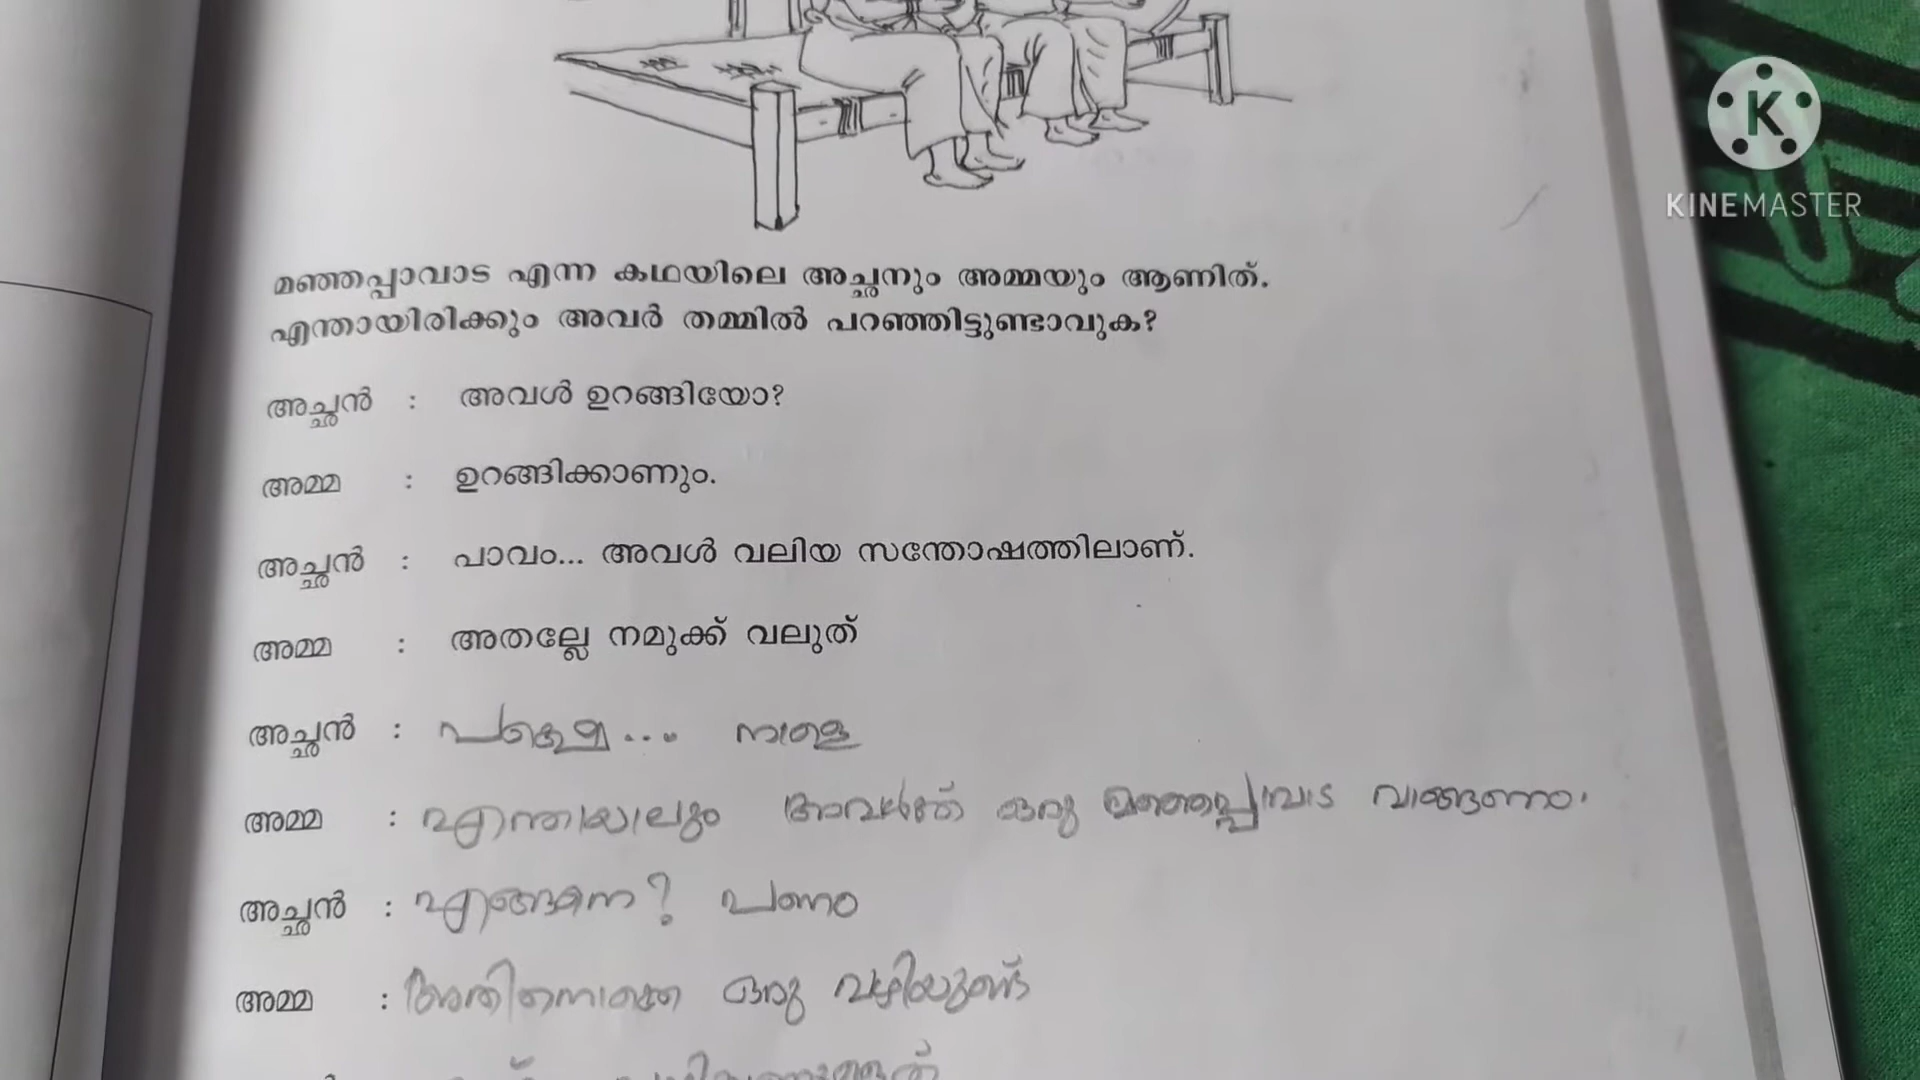 K
KINEMASTER
മഞ്ഞപ്പാവാട എന്ന കഥയിലെ അച്ഛനും അമ്മയും ആണിത്.
എന്തായിരിക്കും അവർ തമ്മിൽ പറഞ്ഞിട്ടുണ്ടാവുക?
അച്ഛൻ : അവൾ ഉറങ്ങിയോ?
അമ്മ : ഉറങ്ങിക്കാണും.
അച്ഛൻ : പാവം... അവൾ വലിയ സന്തോഷത്തിലാണ്.
അമ്മ : അതല്ലേ നമുക്ക് വലുത്
അച്ഛൻ : പക്ഷെ... നാളെ
അമ്മ : എന്തായാലും അവൾക്ക് ഒരു മഞ്ഞപ്പാവാട വാങ്ങണം.
അച്ഛൻ : എങ്ങനെ? പണം
അമ്മ : അതിനൊക്കെ ഒരു വഴിയുണ്ട്